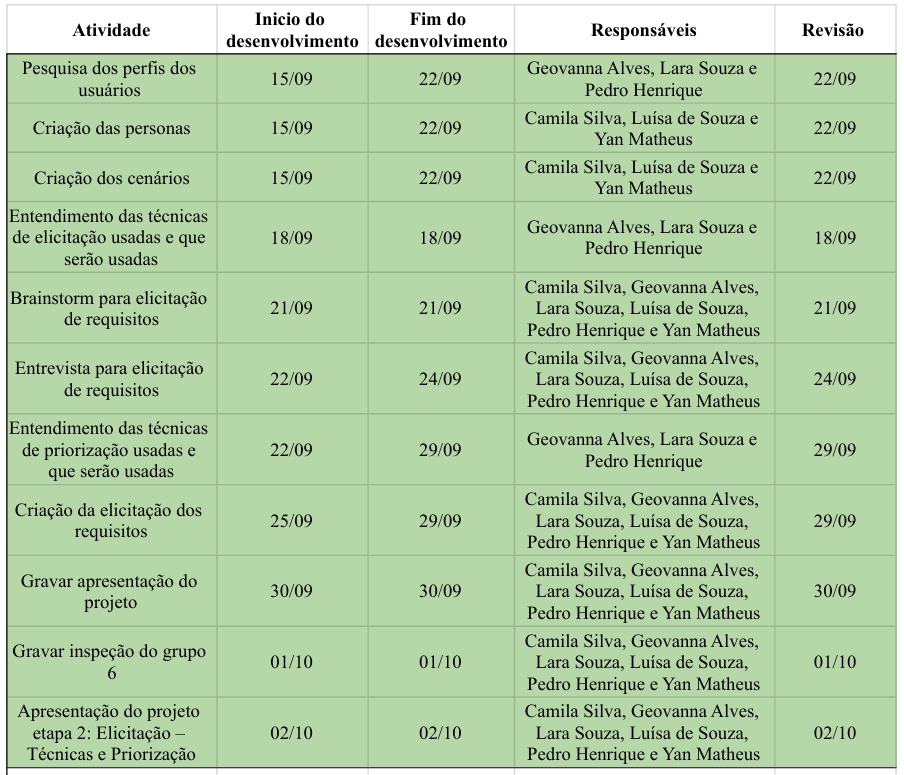 Atividade
Inicio do
desenvolvimento
Fim do
desenvolvimento
Responsáveis
Revisão
Pesquisa dos perfis dos
usuários
15/09
22/09
Geovanna Alves, Lara Souza e
Pedro Henrique
22/09
Criação das personas
15/09
22/09
Camila Silva, Luísa de Souza e
Yan Matheus
22/09
Criação dos cenários
15/09
22/09
Camila Silva, Luísa de Souza e
Yan Matheus
22/09
Entendimento das técnicas
de elicitação usadas e que
serão usadas
18/09
18/09
Geovanna Alves, Lara Souza e
Pedro Henrique
18/09
Brainstorm para elicitação
de requisitos
21/09
21/09
Camila Silva, Geovanna Alves,
Lara Souza, Luísa de Souza,
Pedro Henrique e Yan Matheus
21/09
Entrevista para elicitação
de requisitos
22/09
24/09
Camila Silva, Geovanna Alves,
Lara Souza, Luísa de Souza,
Pedro Henrique e Yan Matheus
24/09
Entendimento das técnicas
de priorização usadas e
que serão usadas
22/09
29/09
Geovanna Alves, Lara Souza e
Pedro Henrique
29/09
Criação da elicitação dos
requisitos
25/09
29/09
Camila Silva, Geovanna Alves,
Lara Souza, Luísa de Souza,
Pedro Henrique e Yan Matheus
29/09
Gravar apresentação do
projeto
30/09
30/09
Camila Silva, Geovanna Alves,
Lara Souza, Luísa de Souza,
Pedro Henrique e Yan Matheus
30/09
Gravar inspeção do grupo
6
01/10
01/10
Camila Silva, Geovanna Alves,
Lara Souza, Luísa de Souza,
Pedro Henrique e Yan Matheus
01/10
Apresentação do projeto
etapa 2: Elicitação –
Técnicas e Priorização
02/10
02/10
Camila Silva, Geovanna Alves,
Lara Souza, Luísa de Souza,
Pedro Henrique e Yan Matheus
02/10